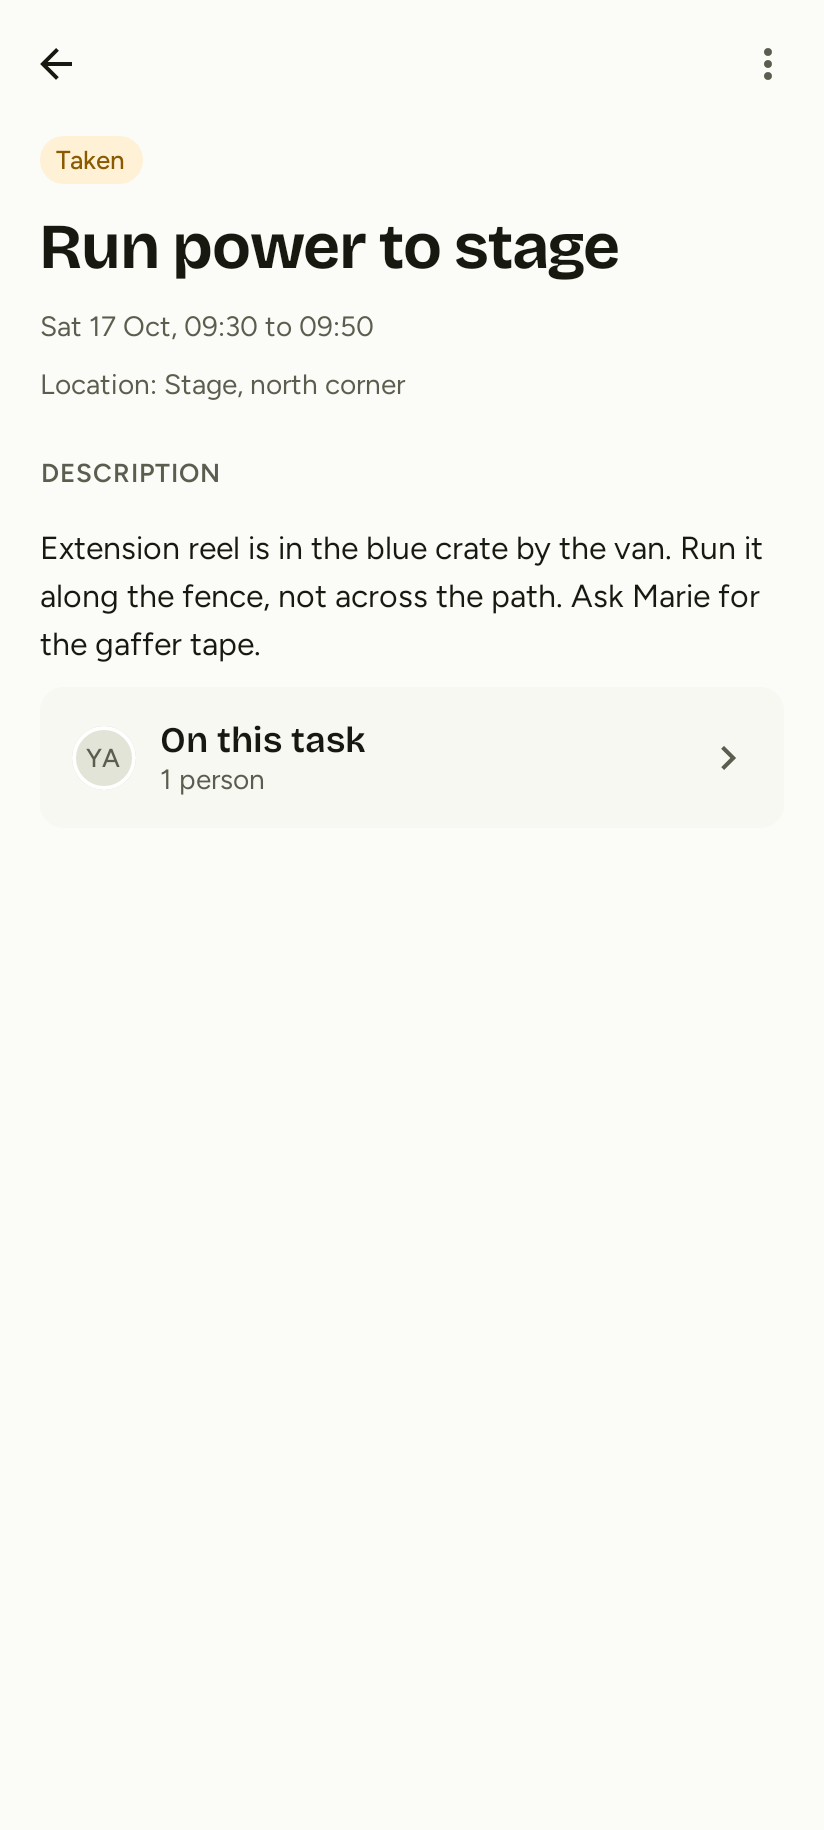 Taken
Run power to stage
Sat 17 Oct, 09:30 to 09:50
Location: Stage, north corner
DESCRIPTION
Extension reel is in the blue crate by the van. Run it
along the fence, not across the path. Ask Marie for
the gaffer tape.
YA
On this task
1 person